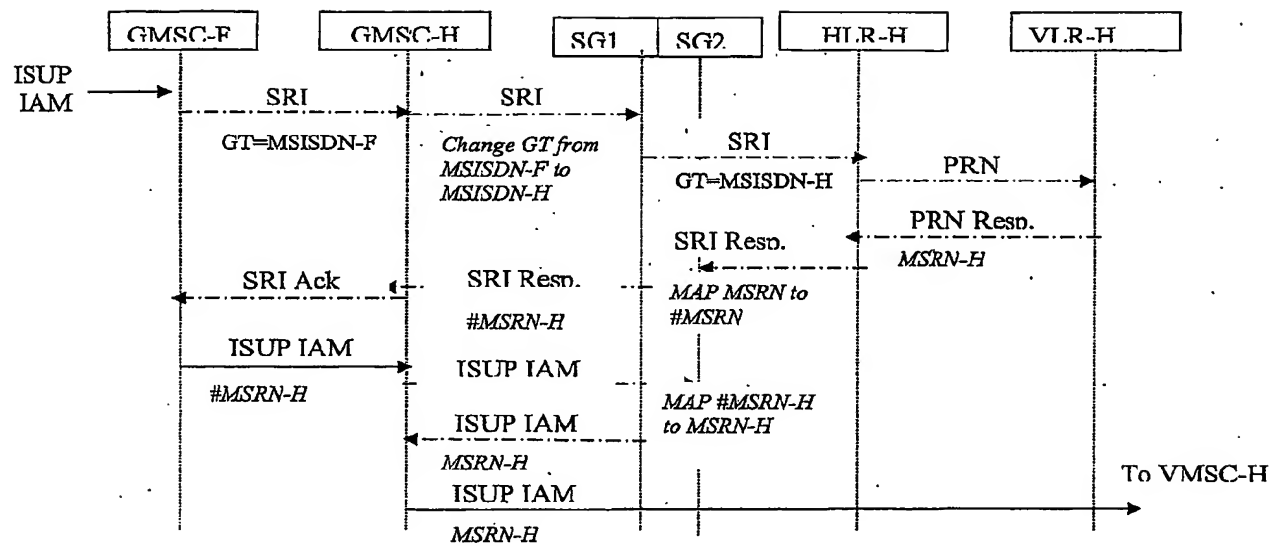 GMSC-F GMSC-H SG1 SG2 HLR-H VLR-H
ISUP
IAM
SRI SRI
GT=MSISDN-F
Change GT from
MSISDN-F to
MSISDN-H
SRI
GT=MSISDN-H
PRN
PRN Resp.
MSRN-H
SRI Resp.
MAP MSRN to
#MSRN
SRI Resp.
#MSRN-H
SRI Ack
ISUP IAM
#MSRN-H
ISUP IAM
MAP #MSRN-H
to MSRN-H
ISUP IAM
MSRN-H
ISUP IAM
MSRN-H
To VMSC-H